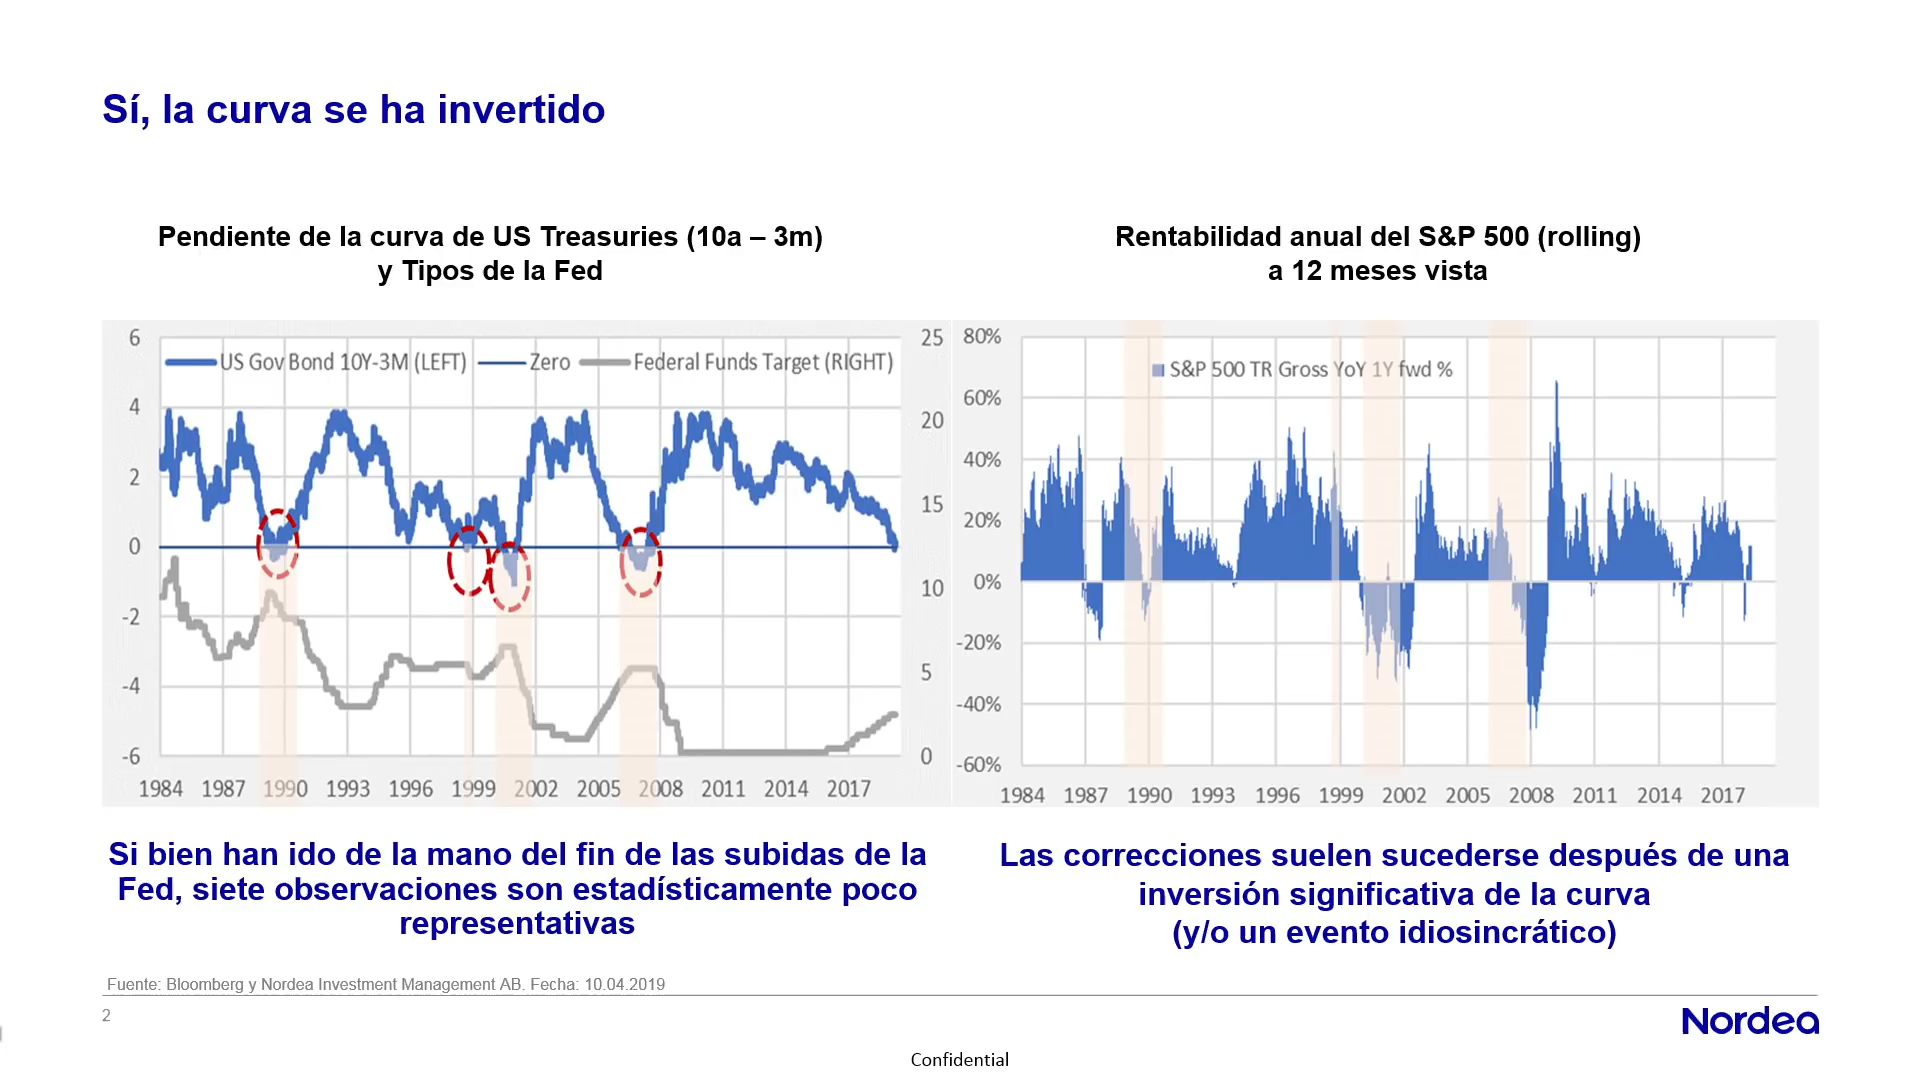 Sí, la curva se ha invertido
Pendiente de la curva de US Treasuries (10a – 3m)
y Tipos de la Fed
6
4
2
0
-2
-4
-6
US Gov Bond 10Y-3M (LEFT)
Zero
Federal Funds Target (RIGHT)
25
20
15
10
5
0
1984 1987 1990 1993 1996 1999 2002 2005 2008 2011 2014 2017
Rentabilidad anual del S&P 500 (rolling)
a 12 meses vista
80%
60%
40%
20%
0%
-20%
-40%
-60%
S&P 500 TR Gross YoY 1Y fwd %
1984 1987 1990 1993 1996 1999 2002 2005 2008 2011 2014 2017
Si bien han ido de la mano del fin de las subidas de la
Fed, siete observaciones son estadísticamente poco
representativas
Las correcciones suelen sucederse después de una
inversión significativa de la curva
(y/o un evento idiosincrático)
Fuente: Bloomberg y Nordea Investment Management AB. Fecha: 10.04.2019
2
Nordea
Confidential